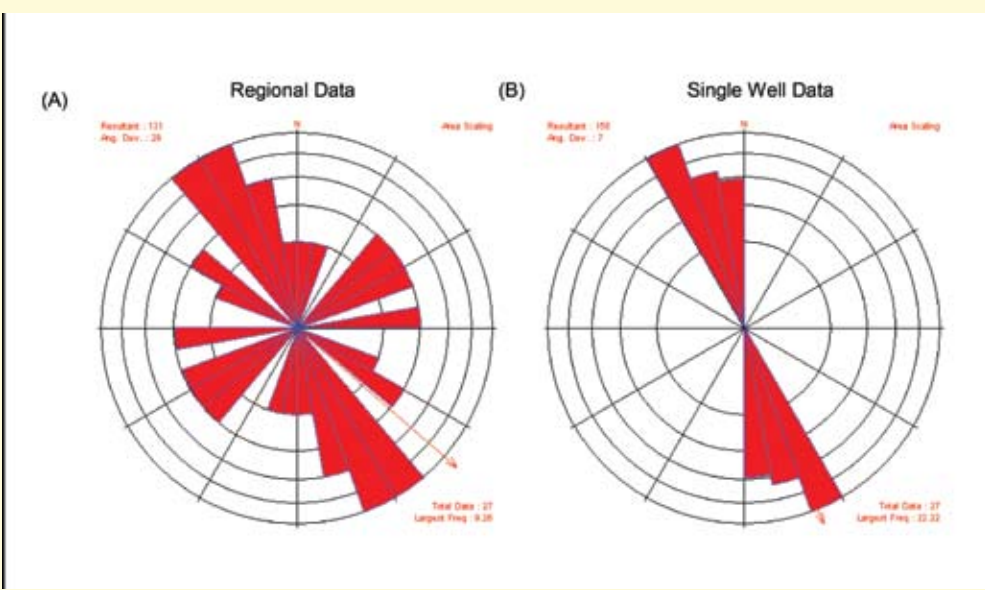 (A)
Regional Data
Resultant : 131
Ang. Dev. : 29
N
Area Scaling
Total Data : 27
Largest Freq : 9.26
(B)
Single Well Data
Resultant : 158
Ang. Dev. : 7
N
Area Scaling
Total Data : 27
Largest Freq : 22.22